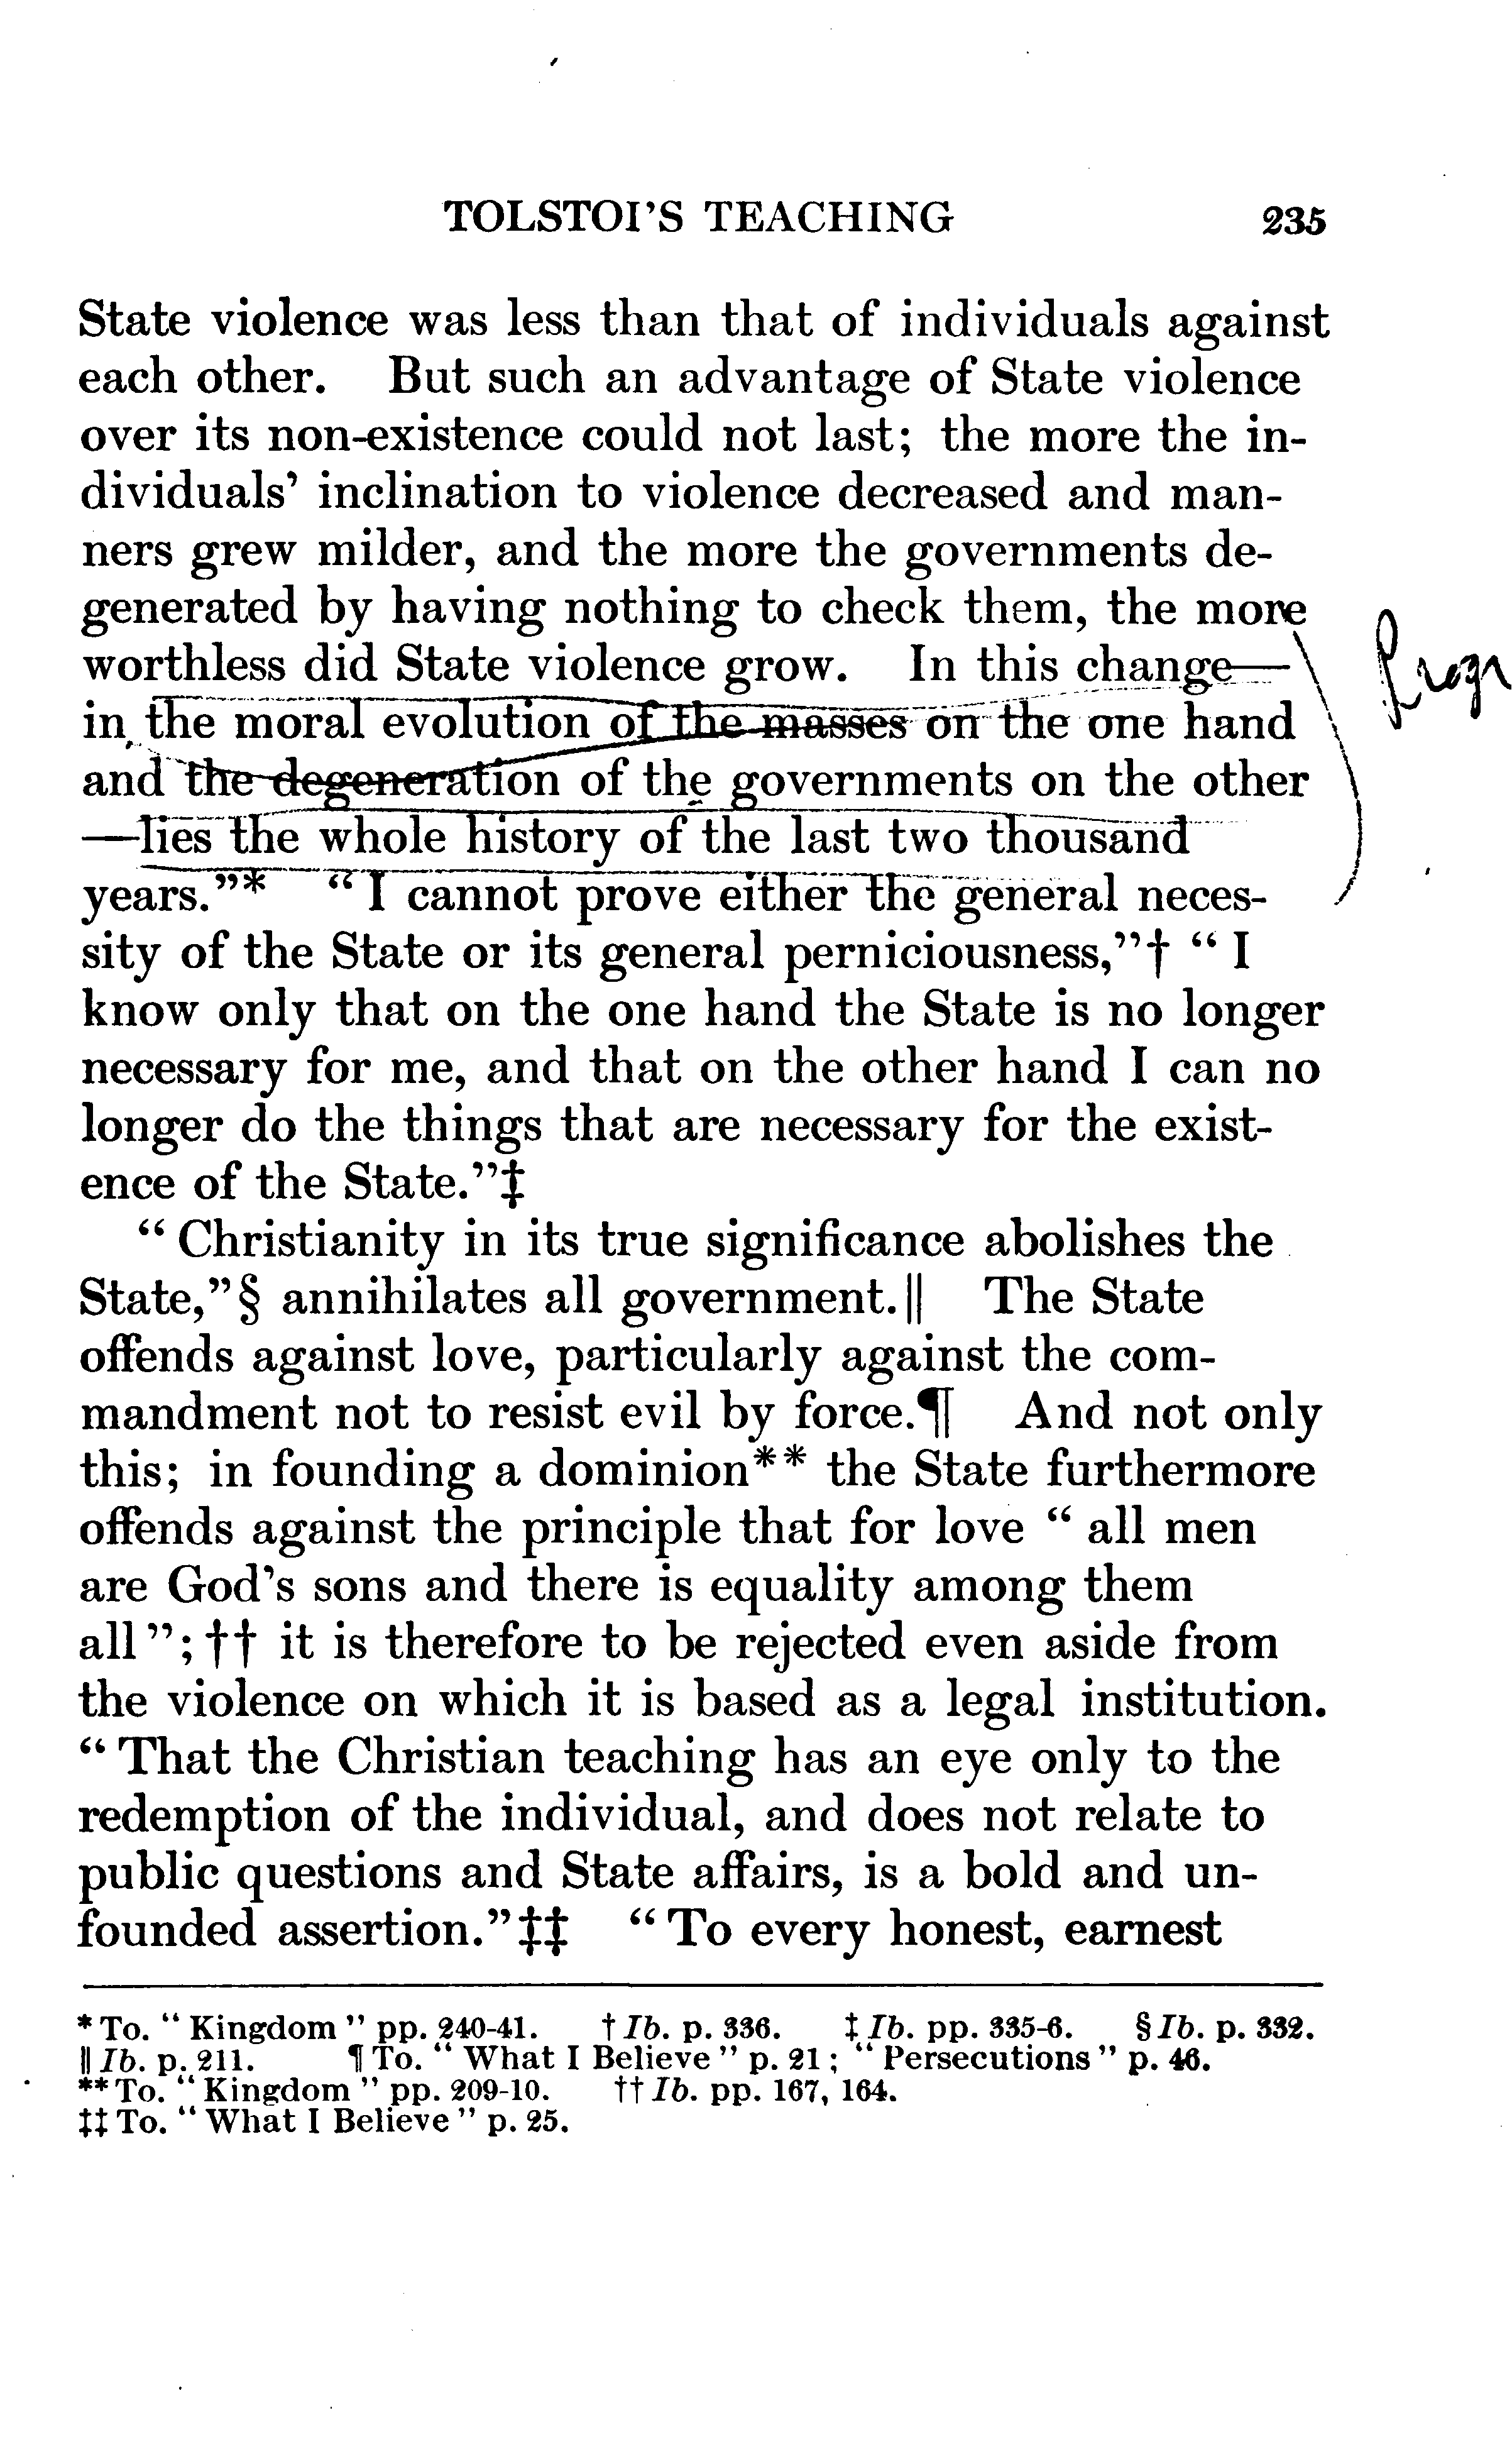 TOLSTOI'S TEACHING 235
State violence was less than that of individuals against
each other. But such an advantage of State violence
over its non-existence could not last; the more the in-
dividuals' inclination to violence decreased and man-
ners grew milder, and the more the governments de-
generated by having nothing to check them, the more
worthless did State violence grow. In this change—
in the moral evolution of the masses on the one hand
and the degeneration of the governments on the other
—lies the whole history of the last two thousand
years."* "I cannot prove either the general neces-
sity of the State or its general perniciousness,"† "I
know only that on the one hand the State is no longer
necessary for me, and that on the other hand I can no
longer do the things that are necessary for the exist-
ence of the State."‡
"Christianity in its true significance abolishes the
State,"§ annihilates all government.‖ The State
offends against love, particularly against the com-
mandment not to resist evil by force.¶ And not only
this; in founding a dominion** the State furthermore
offends against the principle that for love "all men
are God's sons and there is equality among them
all";†† it is therefore to be rejected even aside from
the violence on which it is based as a legal institution.
"That the Christian teaching has an eye only to the
redemption of the individual, and does not relate to
public questions and State affairs, is a bold and un-
founded assertion."‡‡ "To every honest, earnest
* To. "Kingdom" pp. 240-41. † Ib. p. 336. ‡ Ib. pp. 335-6. § Ib. p. 332.
‖ Ib. p. 211. ¶ To. "What I Believe" p. 21; "Persecutions" p. 46.
** To. "Kingdom" pp. 209-10. †† Ib. pp. 167, 164.
‡‡ To. "What I Believe" p. 25.